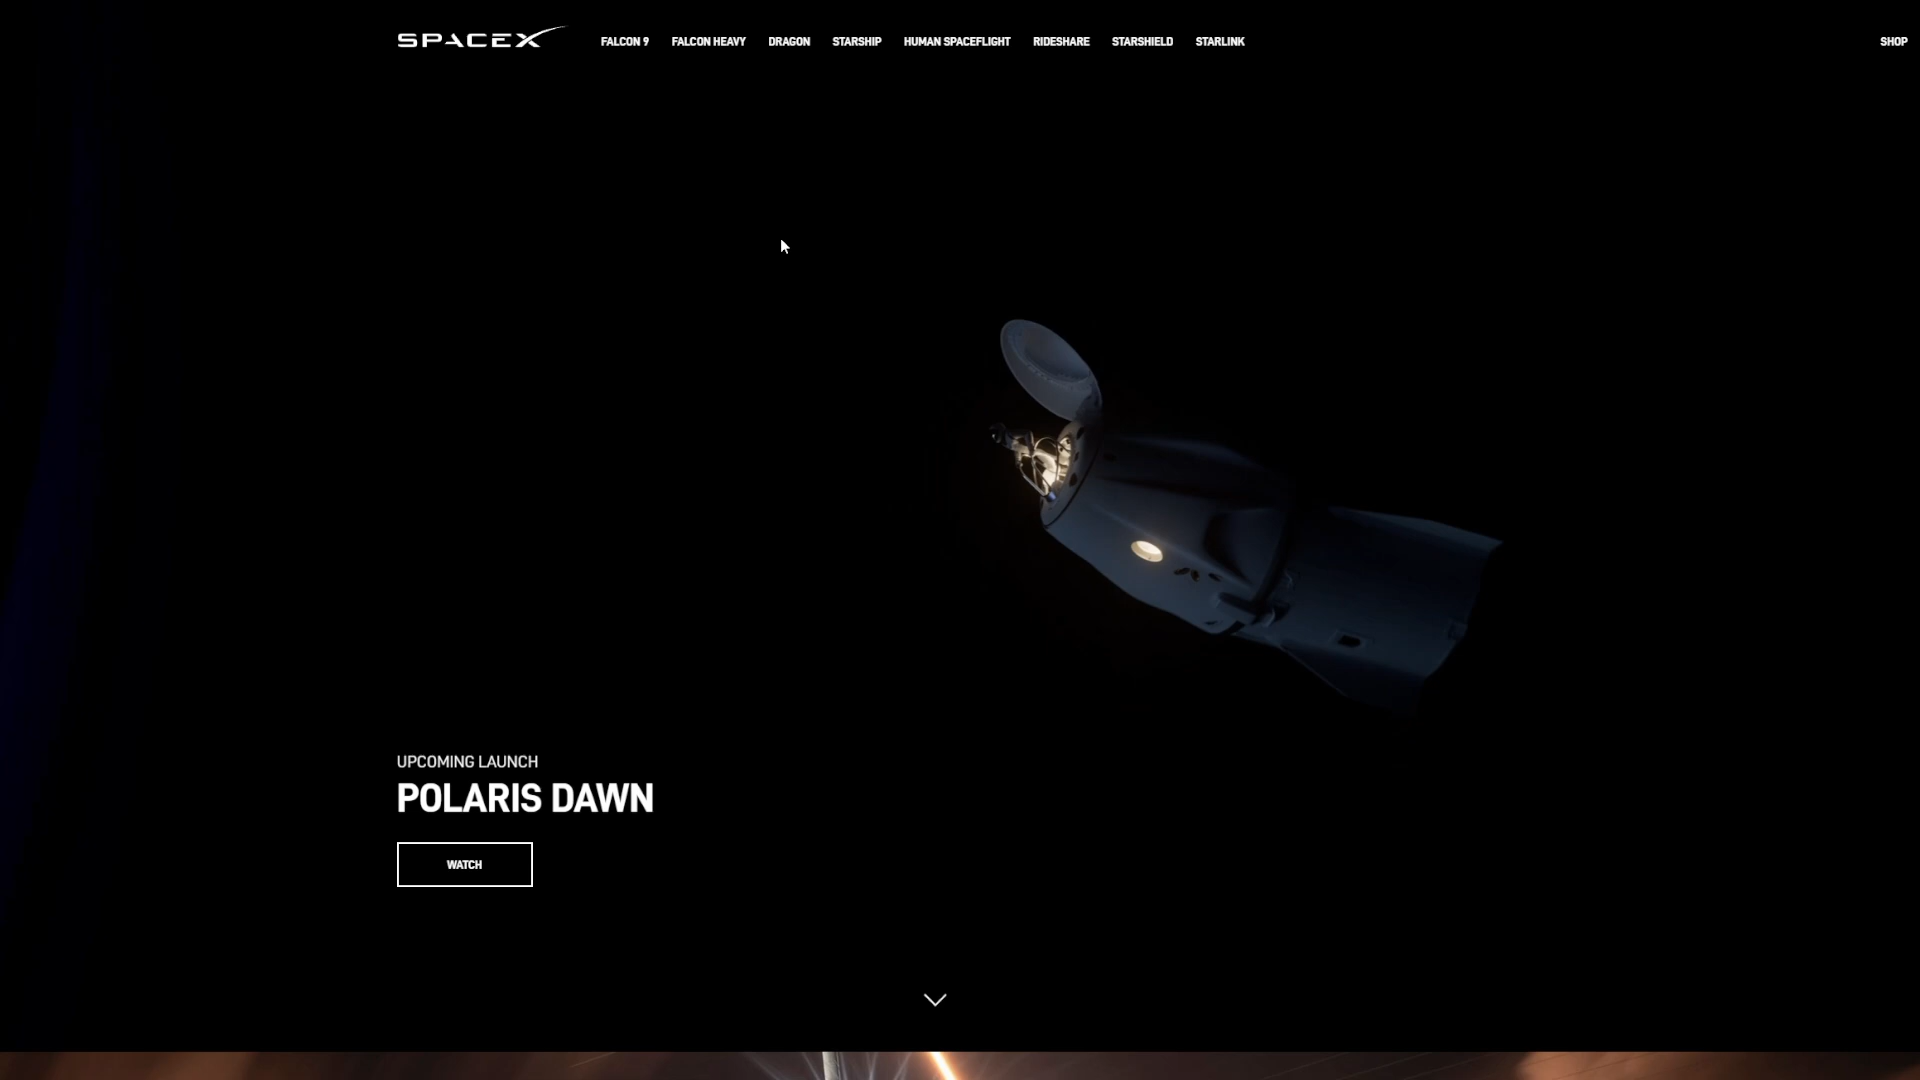 SPACEX
FALCON 9
FALCON HEAVY
DRAGON
STARSHIP
HUMAN SPACEFLIGHT
RIDESHARE
STARSHIELD
STARLINK
SHOP
UPCOMING LAUNCH
POLARIS DAWN
WATCH